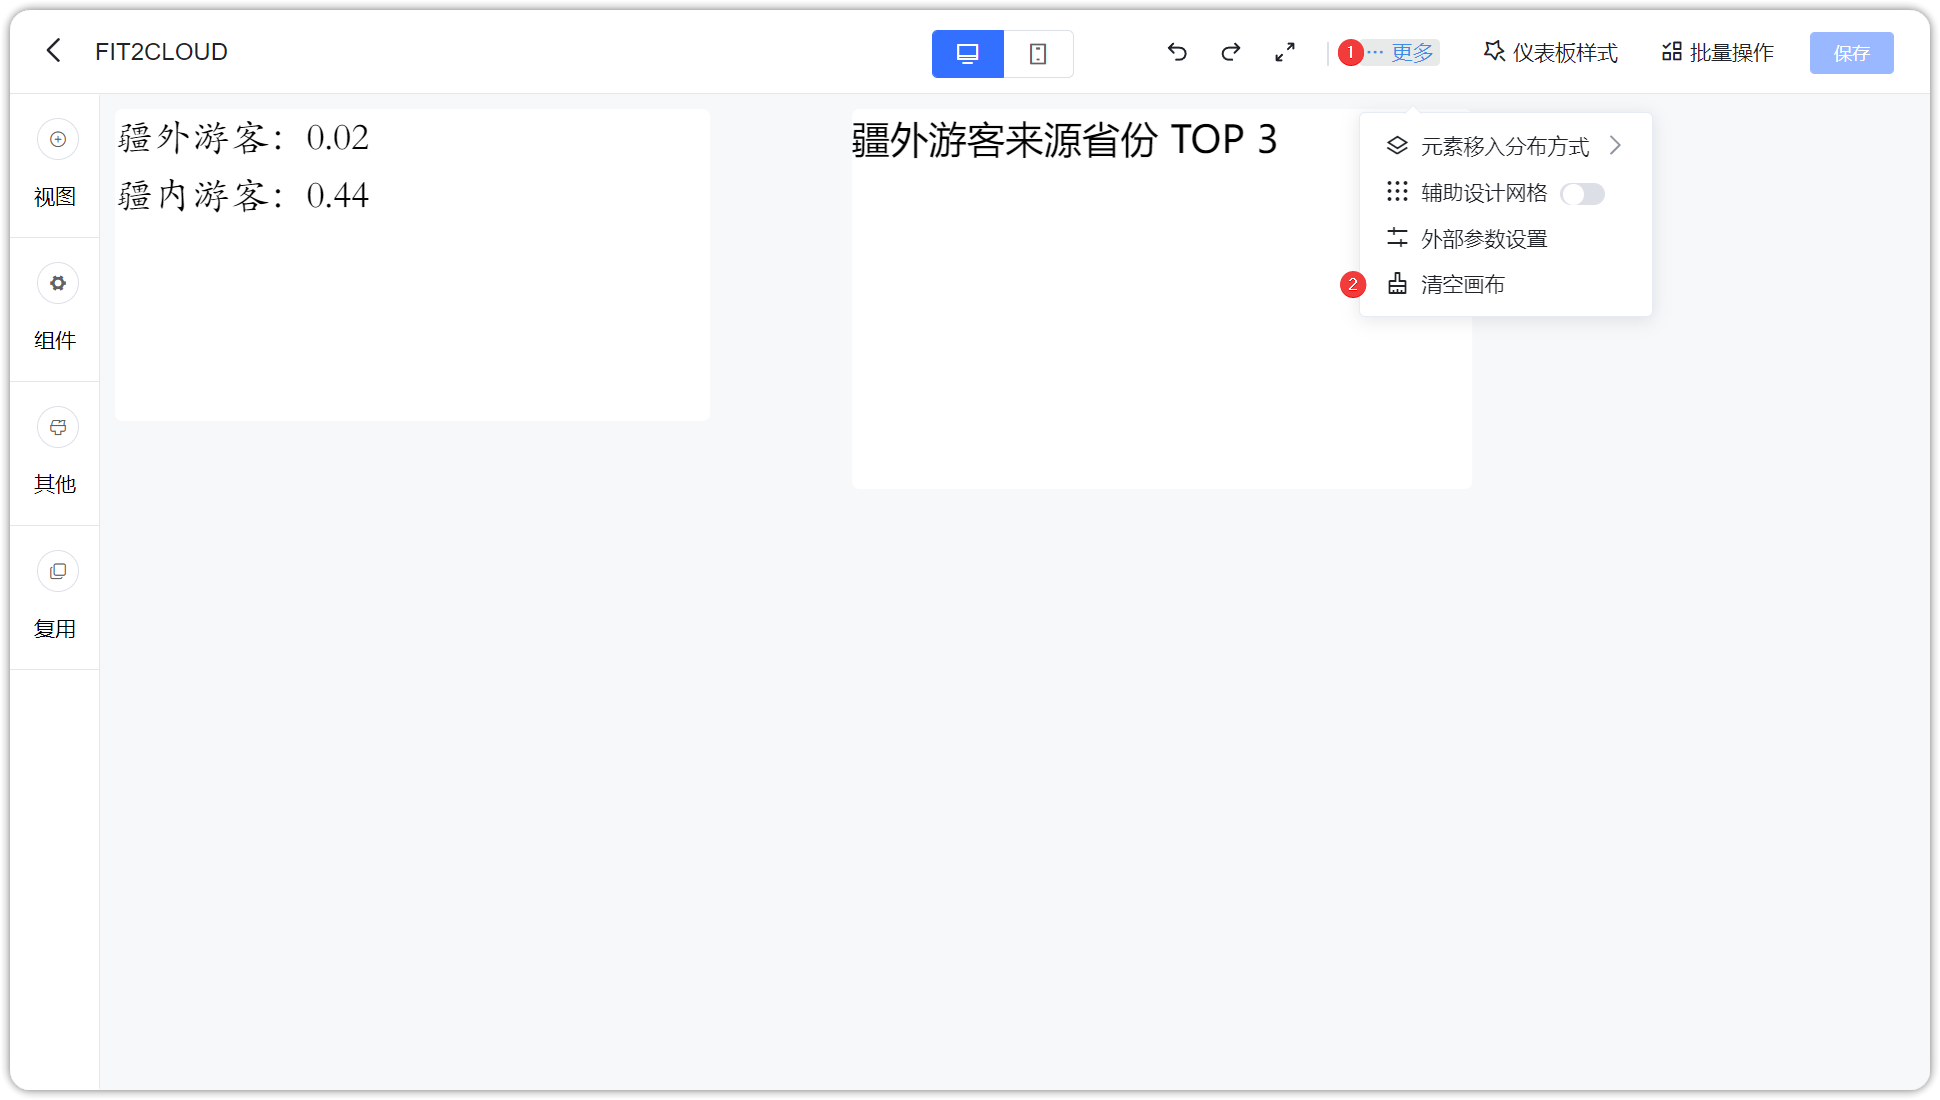 FIT2CLOUD
1 ··· 更多
仪表板样式
批量操作
保存
视图
组件
其他
复用
疆外游客：0.02
疆内游客：0.44
疆外游客来源省份 TOP 3
元素移入分布方式
辅助设计网格
外部参数设置
2 清空画布